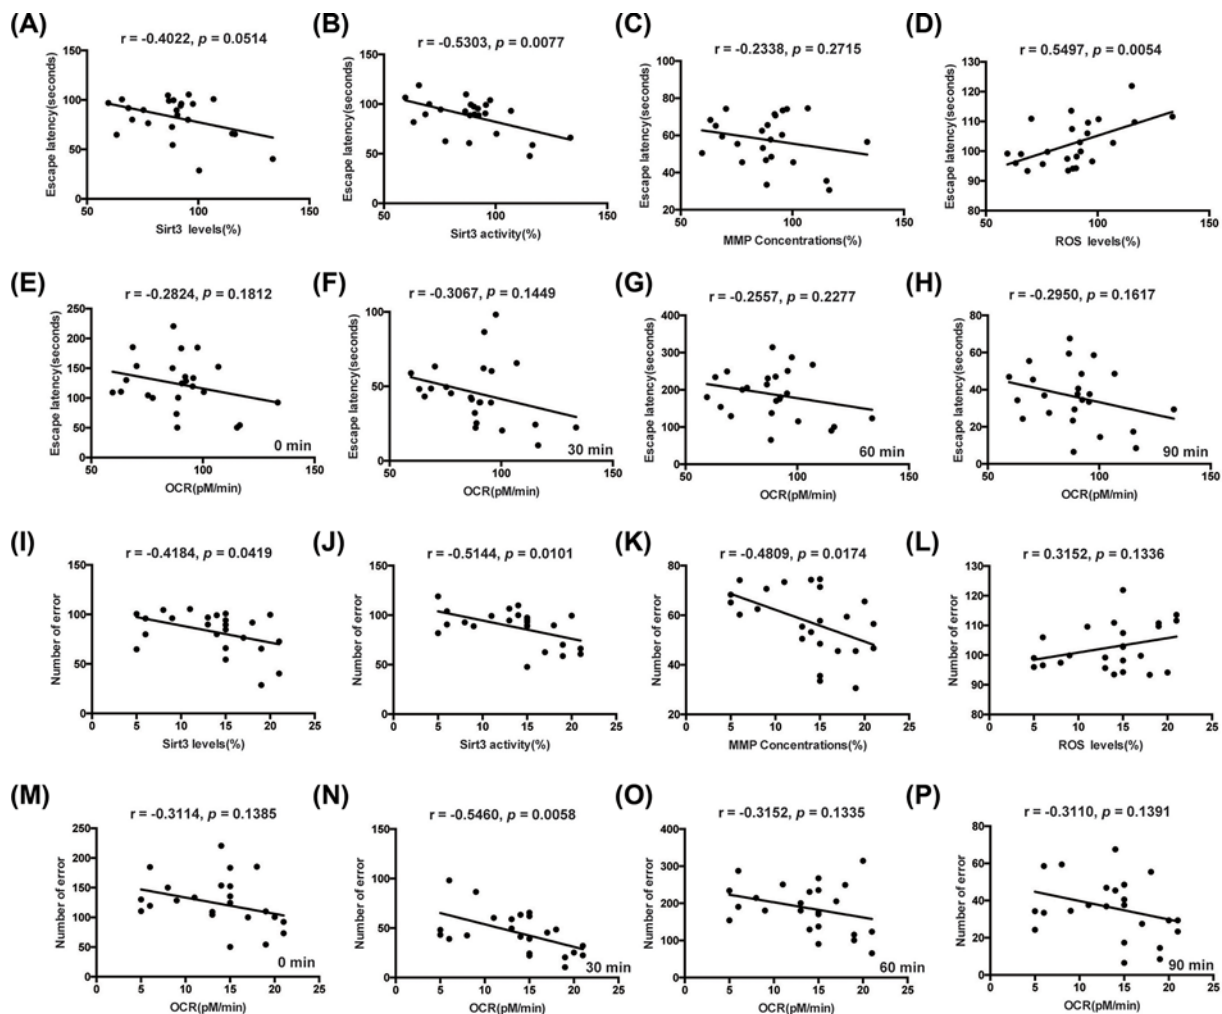 (A)
r = -0.4022, p = 0.0514
Escape latency(seconds)
150
100
50
0
50
100
150
Sirt3 levels(%)
(B)
r = -0.5303, p = 0.0077
Escape latency(seconds)
150
100
50
0
50
100
150
Sirt3 activity(%)
(C)
r = -0.2338, p = 0.2715
Escape latency(seconds)
80
60
40
20
50
100
150
MMP Concentrations(%)
(D)
r = 0.5497, p = 0.0054
Escape latency(seconds)
130
120
110
100
90
80
50
100
150
ROS levels(%)
(E)
r = -0.2824, p = 0.1812
Escape latency(seconds)
250
200
150
100
50
0
50
100
150
0 min
OCR(pM/min)
(F)
r = -0.3067, p = 0.1449
Escape latency(seconds)
100
50
0
50
100
150
30 min
OCR(pM/min)
(G)
r = -0.2557, p = 0.2277
Escape latency(seconds)
400
300
200
100
0
50
100
150
60 min
OCR(pM/min)
(H)
r = -0.2950, p = 0.1617
Escape latency(seconds)
80
60
40
20
0
50
100
150
90 min
OCR(pM/min)
(I)
r = -0.4184, p = 0.0419
Number of error
150
100
50
0
0
5
10
15
20
25
Sirt3 levels(%)
(J)
r = -0.5144, p = 0.0101
Number of error
150
100
50
0
0
5
10
15
20
25
Sirt3 activity(%)
(K)
r = -0.4809, p = 0.0174
Number of error
80
60
40
20
0
5
10
15
20
25
MMP Concentrations(%)
(L)
r = 0.3152, p = 0.1336
Number of error
130
120
110
100
90
80
0
5
10
15
20
25
ROS levels(%)
(M)
r = -0.3114, p = 0.1385
Number of error
250
200
150
100
50
0
0
5
10
15
20
25
0 min
OCR(pM/min)
(N)
r = -0.5460, p = 0.0058
Number of error
150
100
50
0
0
5
10
15
20
25
30 min
OCR(pM/min)
(O)
r = -0.3152, p = 0.1335
Number of error
400
300
200
100
0
0
5
10
15
20
25
60 min
OCR(pM/min)
(P)
r = -0.3110, p = 0.1391
Number of error
80
60
40
20
0
0
5
10
15
20
25
90 min
OCR(pM/min)